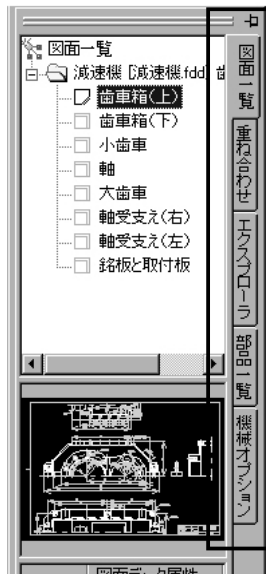 図面一覧
減速機 [減速機.fdd] 歯
歯車箱(上)
歯車箱(下)
小歯車
軸
大歯車
軸受支え(右)
軸受支え(左)
銘板と取付板
図面一覧
重ね合わせ
エクスプローラ
部品一覧
機械オプション
図面データ属性